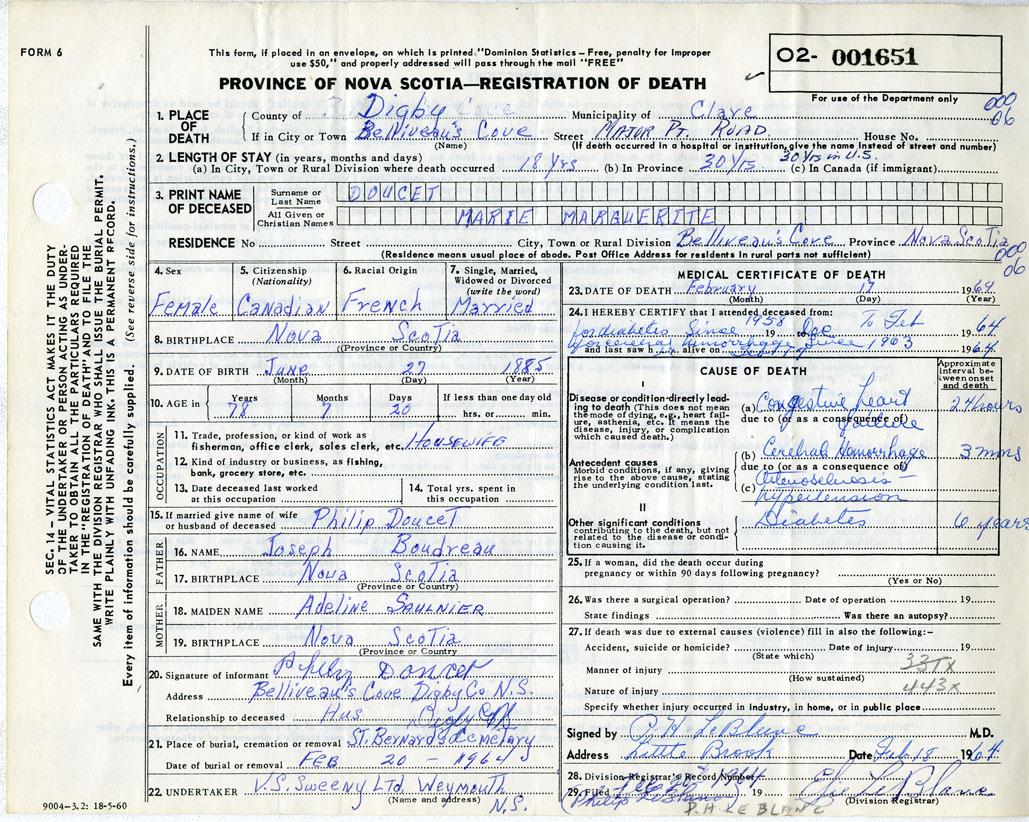 FORM 6
This form, if placed in an envelope, on which is printed "Dominion Statistics – Free, penalty for improper
use $50," and properly addressed will pass through the mail "FREE"
O2- 001651
For use of the Department only
PROVINCE OF NOVA SCOTIA—REGISTRATION OF DEATH
000
06
1. PLACE OF DEATH
County of Digby Municipality of Clare
If in City or Town Belliveau's Cove Street Major Pt. Road House No.
(Name) (If death occurred in a hospital or institution, give the name instead of street and number)
2. LENGTH OF STAY (in years, months and days) 30 Yrs in U.S.
(a) In City, Town or Rural Division where death occurred 18 Yrs (b) In Province 30 Yrs (c) In Canada (if immigrant)
3. PRINT NAME OF DECEASED
Surname or Last Name DOUCET
All Given or Christian Names MARIE MARGUERITE
RESIDENCE No Street City, Town or Rural Division Belliveau's Cove Province Nova Scotia
(Residence means usual place of abode. Post Office Address for residents in rural parts not sufficient)
000
06
4. Sex Female
5. Citizenship (Nationality) Canadian
6. Racial Origin French
7. Single, Married, Widowed or Divorced (write the word) Married
8. BIRTHPLACE Nova Scotia
(Province or Country)
9. DATE OF BIRTH June 27 1885
(Month) (Day) (Year)
10. AGE in Years Months Days If less than one day old
78 7 20 hrs. or min.
OCCUPATION
11. Trade, profession, or kind of work as
fisherman, office clerk, sales clerk, etc. HOUSEWIFE
12. Kind of industry or business, as fishing,
bank, grocery store, etc.
13. Date deceased last worked
at this occupation
14. Total yrs. spent in
this occupation
15. If married give name of wife
or husband of deceased Philip Doucet
FATHER
16. NAME Joseph Boudreau
17. BIRTHPLACE Nova Scotia
(Province or Country)
MOTHER
18. MAIDEN NAME Adeline Saulnier
19. BIRTHPLACE Nova Scotia
(Province or Country)
20. Signature of informant Doucet
Address Belliveau's Cove Digby Co N.S.
Relationship to deceased Hus.
21. Place of burial, cremation or removal St. Bernard's Cemetary
Date of burial or removal FEB 20 – 1964
22. UNDERTAKER V.S. Sweeny Ltd. Weymouth
(Name and address) N.S.
9004–3.2: 18-5-60
MEDICAL CERTIFICATE OF DEATH
23. DATE OF DEATH February 17 1964
(Month) (Day) (Year)
24. I HEREBY CERTIFY that I attended deceased from:
for diabetes Since 1958 19 To Feb 1964
for cerebral hemorrhage Since 1963
and last saw h alive on 1964
CAUSE OF DEATH
Approximate interval between onset and death
I
Disease or condition directly leading to death (This does not
mean the mode of dying, e.g., heart failure, asthenia, etc. It means the
disease, injury, or complication which caused death.)
(a) Congestive heart failure 24 hours
due to (or as a consequence of)
Antecedent causes
Morbid conditions, if any, giving
rise to the above cause, stating
the underlying condition last.
(b) Cerebral Hemorrhage 3 mons
due to (or as a consequence of)
(c) Arteriosclerosis –
hypertension
II
Other significant conditions
contributing to the death, but not
related to the disease or condition
causing it.
Diabetes 6 years
25. If a woman, did the death occur during
pregnancy or within 90 days following pregnancy?
(Yes or No)
26. Was there a surgical operation? Date of operation 19
State findings Was there an autopsy?
27. If death was due to external causes (violence) fill in also the following:–
Accident, suicide or homicide? Date of injury 19
(State which)
Manner of injury 331X
(How sustained)
Nature of injury 443X
Specify whether injury occurred in industry, in home, or in public place
Signed by P.H. LeBlanc M.D.
Address Little Brook Date Feb 18 1964
28. Division Registrar's Record Number
29. Filed 19
(Division Registrar)
P.H LE BLANC
SEC. 14 – VITAL STATISTICS ACT MAKES IT THE DUTY
OF THE UNDERTAKER OR PERSON ACTING AS UNDER-
TAKER TO OBTAIN ALL THE PARTICULARS REQUIRED
IN THE "REGISTRATION OF DEATH" AND TO FILE THE
SAME WITH THE DIVISION REGISTRAR WHO SHALL ISSUE THE BURIAL PERMIT.
WRITE PLAINLY WITH UNFADING INK. THIS IS A PERMANENT RECORD.
Every item of information should be carefully supplied. (See reverse side for instructions.)